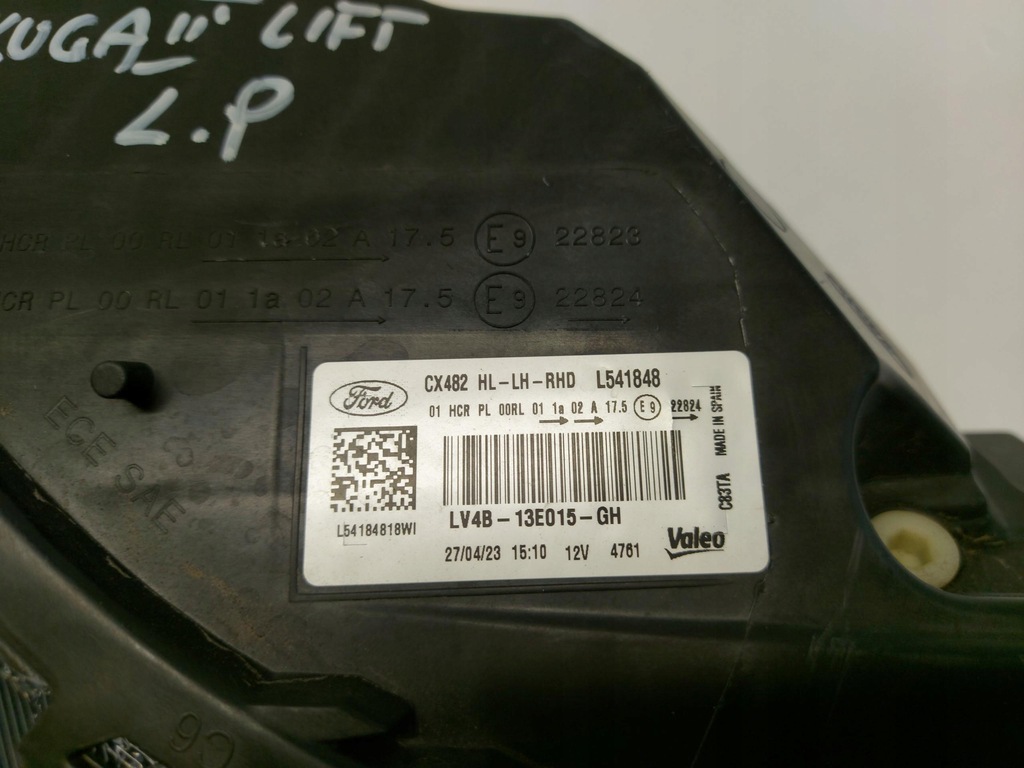 KUGA III LIFT
L.P
HCR PL 00 RL 01 1a 02 A 17.5 E9 22823
HCR PL 00 RL 01 1a 02 A 17.5 E9 22824
ECE SAE
Ford
CX482 HL-LH-RHD L541848
01 HCR PL 00RL 01 1a 02 A 17.5 E9 22824
MADE IN SPAIN
C83TA
L54184818WI
LV4B-13E015-GH
27/04/23 15:10 12V 4761
Valeo